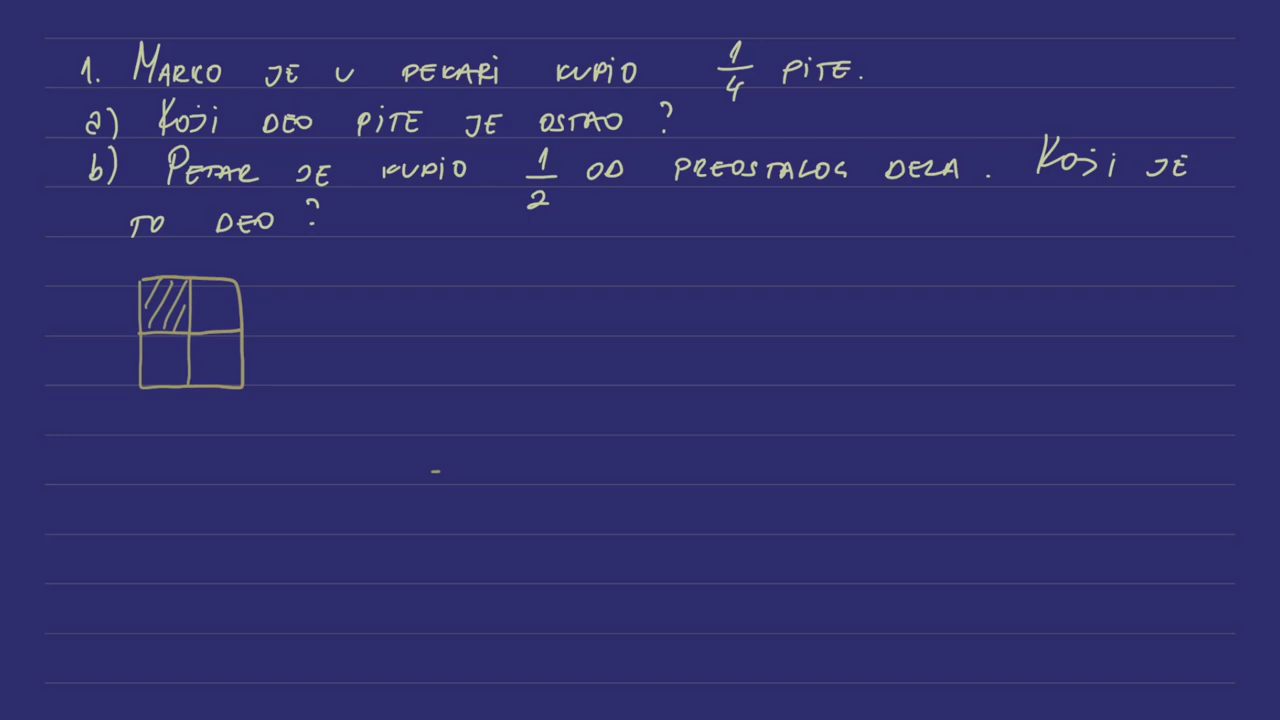 1. MARKO JE U PEKARI KUPIO 1/4 PITE.
a) KOJI DEO PITE JE OSTAO?
b) PETAR JE KUPIO 1/2 OD PREOSTALOG DELA. KOJI JE
TO DEO?